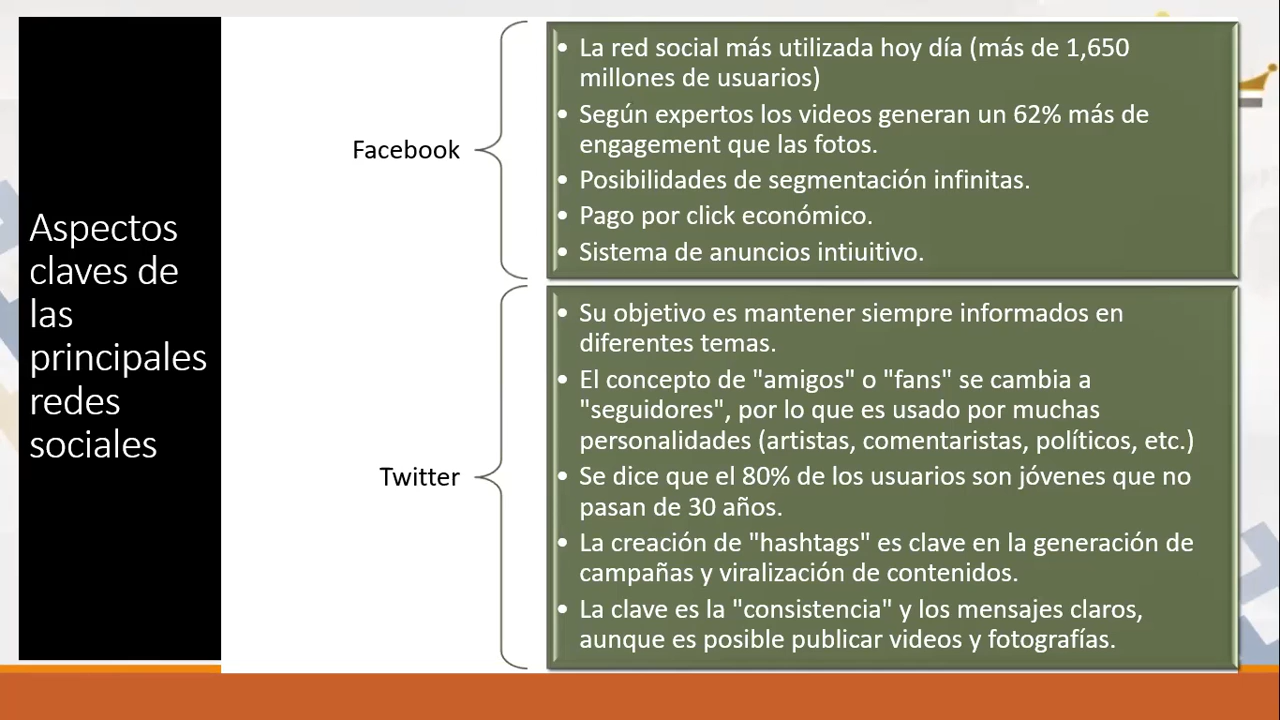 Aspectos
claves de
las
principales
redes
sociales
Facebook
• La red social más utilizada hoy día (más de 1,650
millones de usuarios)
• Según expertos los videos generan un 62% más de
engagement que las fotos.
• Posibilidades de segmentación infinitas.
• Pago por click económico.
• Sistema de anuncios intiuitivo.
Twitter
• Su objetivo es mantener siempre informados en
diferentes temas.
• El concepto de "amigos" o "fans" se cambia a
"seguidores", por lo que es usado por muchas
personalidades (artistas, comentaristas, políticos, etc.)
• Se dice que el 80% de los usuarios son jóvenes que no
pasan de 30 años.
• La creación de "hashtags" es clave en la generación de
campañas y viralización de contenidos.
• La clave es la "consistencia" y los mensajes claros,
aunque es posible publicar videos y fotografías.